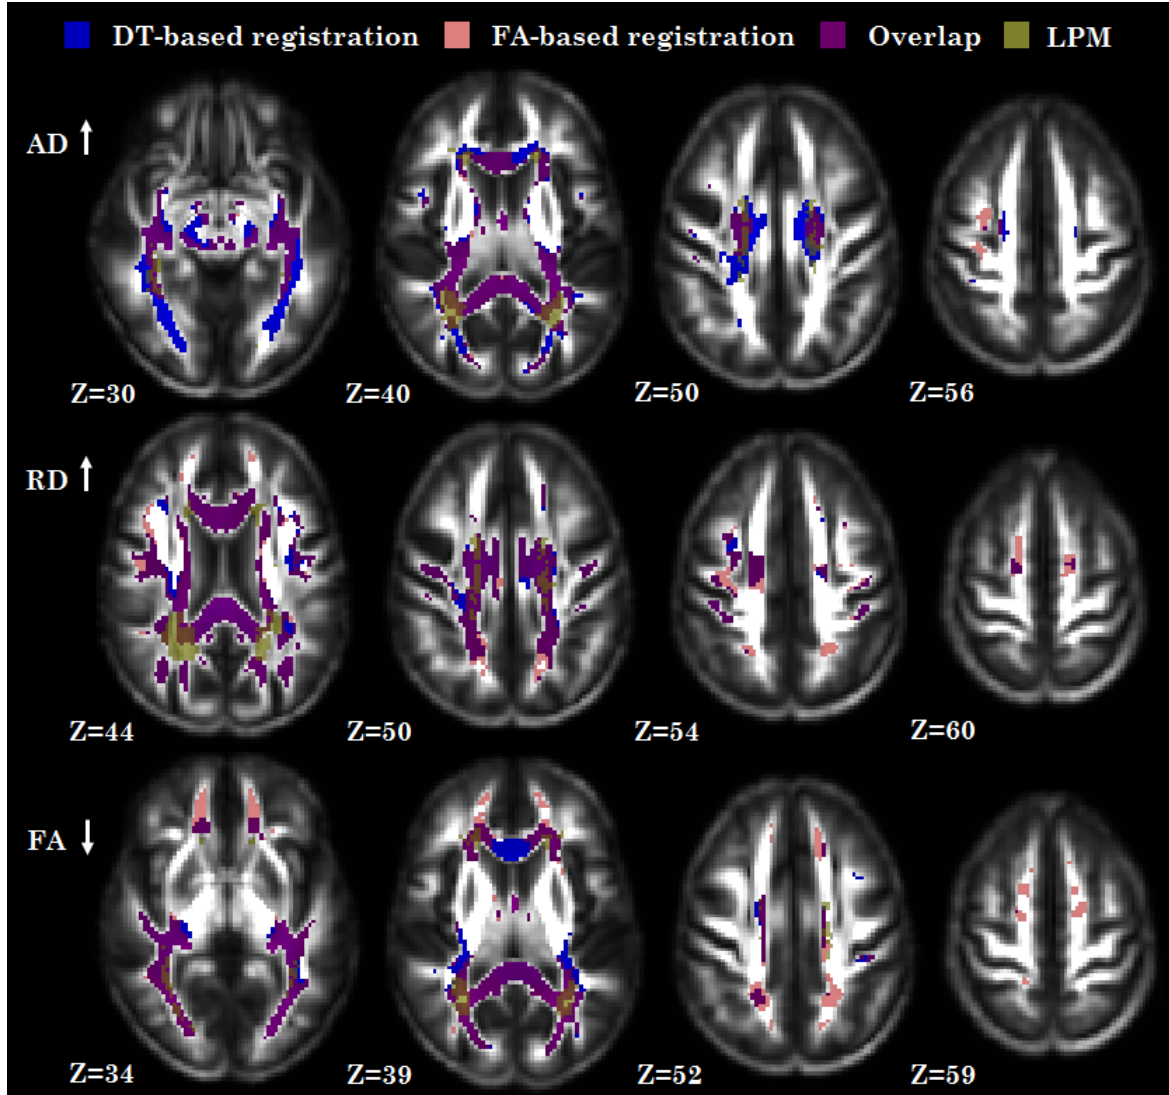 DT-based registration FA-based registration Overlap LPM
AD ↑
Z=30 Z=40 Z=50 Z=56
RD ↑
Z=44 Z=50 Z=54 Z=60
FA ↓
Z=34 Z=39 Z=52 Z=59